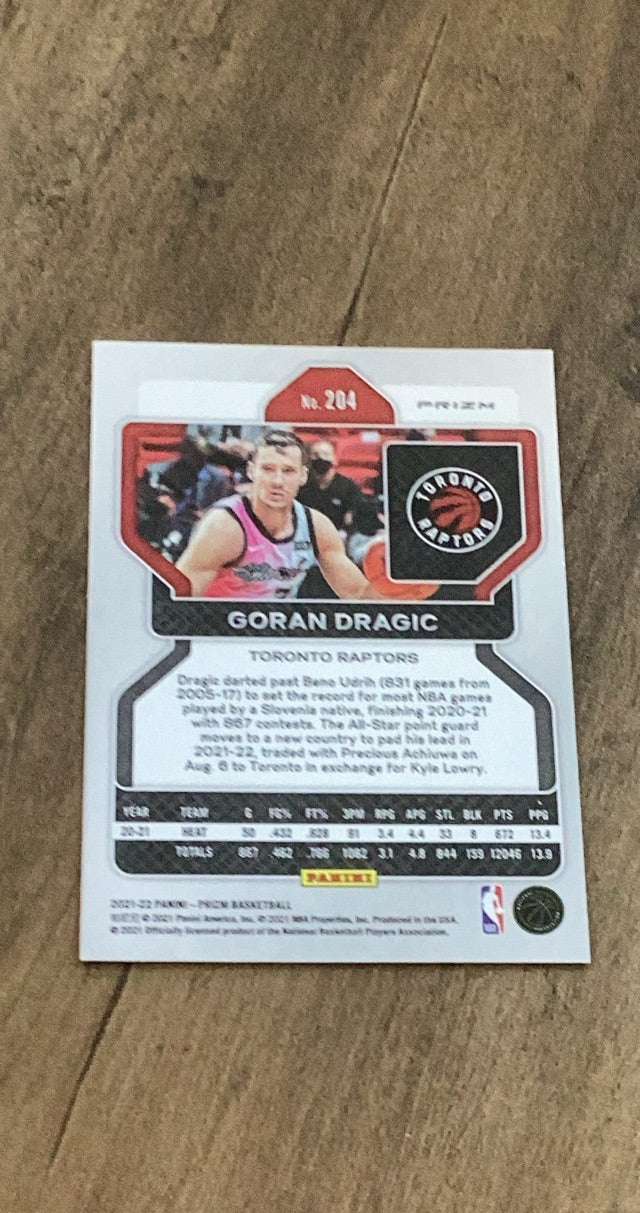 No. 204
PRIZM
TORONTO
RAPTORS
GORAN DRAGIC
TORONTO RAPTORS
Dragic darted past Beno Udrih (831 games from
2005-17) to set the record for most NBA games
played by a Slovenia native, finishing 2020-21
with 867 contests. The All-Star point guard
moves to a new country to pad his lead in
2021-22, traded with Precious Achiuwa on
Aug. 6 to Toronto in exchange for Kyle Lowry.
YEAR TEAM G FG% FT% 3PM RPG APG STL BLK PTS PPG
20-21 HEAT 50 .432 .828 91 3.4 4.4 33 8 672 13.4
TOTALS 867 .462 .766 1082 3.1 4.8 844 159 12046 13.9
PANINI
2021-22 PANINI – PRIZM BASKETBALL
© 2021 Panini America, Inc. © 2021 NBA Properties, Inc. Produced in the USA.
© 2021 Officially licensed product of the National Basketball Players Association.